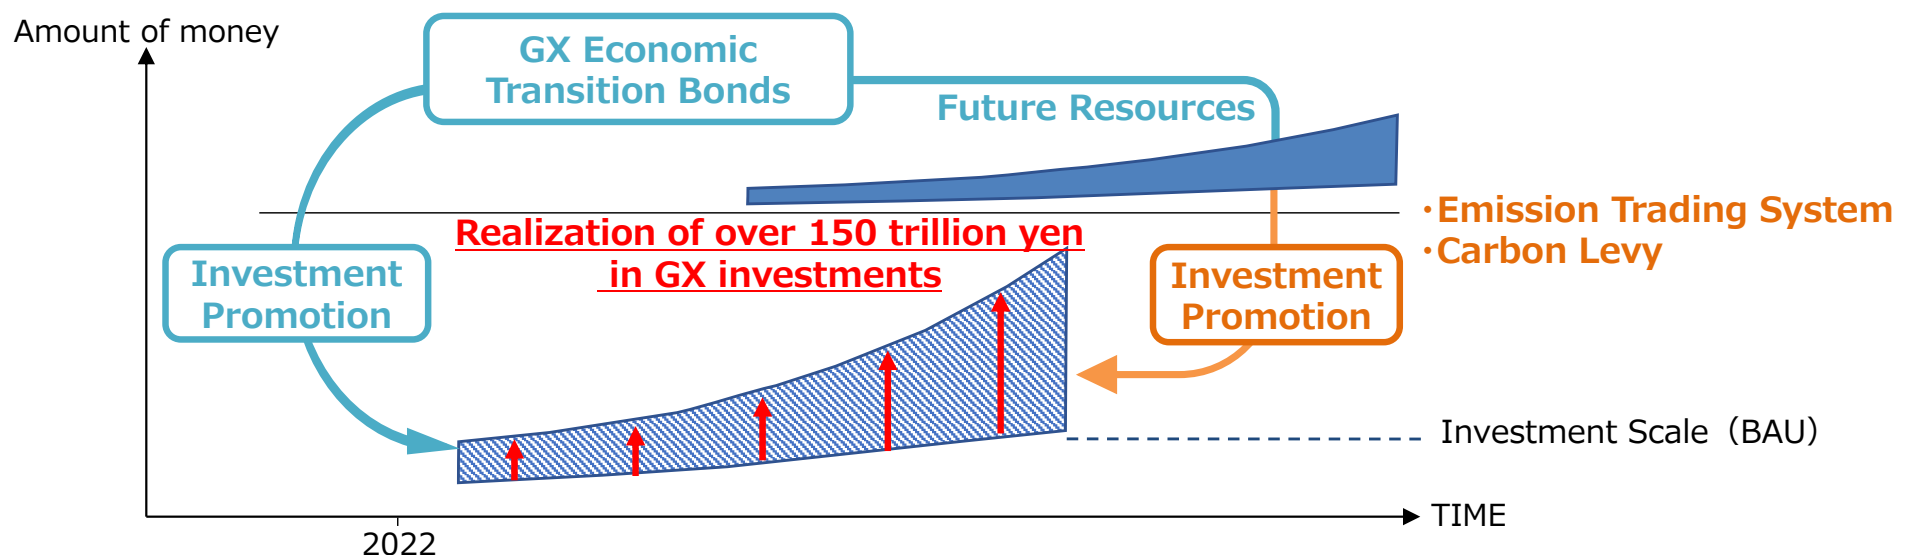 Amount of money
GX Economic
Transition Bonds
Future Resources
Realization of over 150 trillion yen
in GX investments
・Emission Trading System
・Carbon Levy
Investment
Promotion
Investment
Promotion
Investment Scale（BAU）
TIME
2022